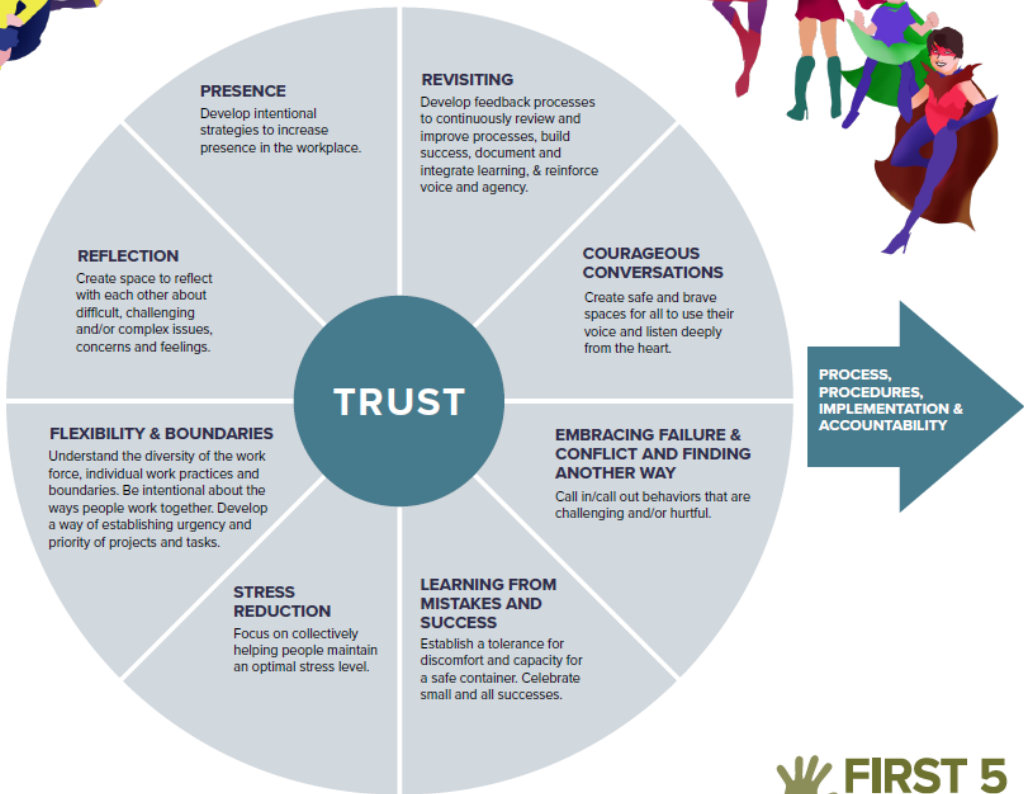 PRESENCE
Develop intentional
strategies to increase
presence in the workplace.
REVISITING
Develop feedback processes
to continuously review and
improve processes, build
success, document and
integrate learning, & reinforce
voice and agency.
REFLECTION
Create space to reflect
with each other about
difficult, challenging
and/or complex issues,
concerns and feelings.
COURAGEOUS
CONVERSATIONS
Create safe and brave
spaces for all to use their
voice and listen deeply
from the heart.
TRUST
PROCESS,
PROCEDURES,
IMPLEMENTATION &
ACCOUNTABILITY
FLEXIBILITY & BOUNDARIES
Understand the diversity of the work
force, individual work practices and
boundaries. Be intentional about the
ways people work together. Develop
a way of establishing urgency and
priority of projects and tasks.
EMBRACING FAILURE &
CONFLICT AND FINDING
ANOTHER WAY
Call in/call out behaviors that are
challenging and/or hurtful.
STRESS
REDUCTION
Focus on collectively
helping people maintain
an optimal stress level.
LEARNING FROM
MISTAKES AND
SUCCESS
Establish a tolerance for
discomfort and capacity for
a safe container. Celebrate
small and all successes.
FIRST 5